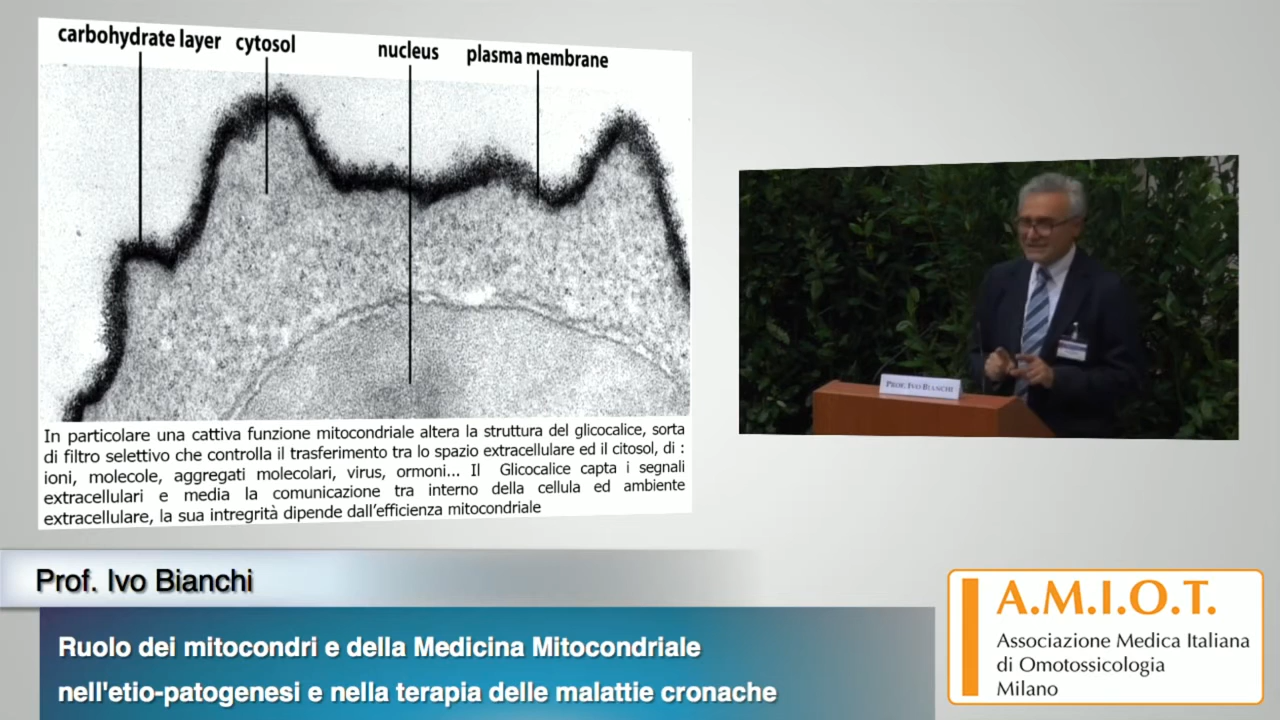 carbohydrate layer cytosol nucleus plasma membrane
In particolare una cattiva funzione mitocondriale altera la struttura del glicocalice, sorta
di filtro selettivo che controlla il trasferimento tra lo spazio extracellulare ed il citosol, di :
ioni, molecole, aggregati molecolari, virus, ormoni... Il Glicocalice capta i segnali
extracellulari e media la comunicazione tra interno della cellula ed ambiente
extracellulare, la sua intregrità dipende dall'efficienza mitocondriale
PROF. IVO BIANCHI
Prof. Ivo Bianchi
Ruolo dei mitocondri e della Medicina Mitocondriale
nell'etio-patogenesi e nella terapia delle malattie cronache
A.M.I.O.T.
Associazione Medica Italiana
di Omotossicologia
Milano